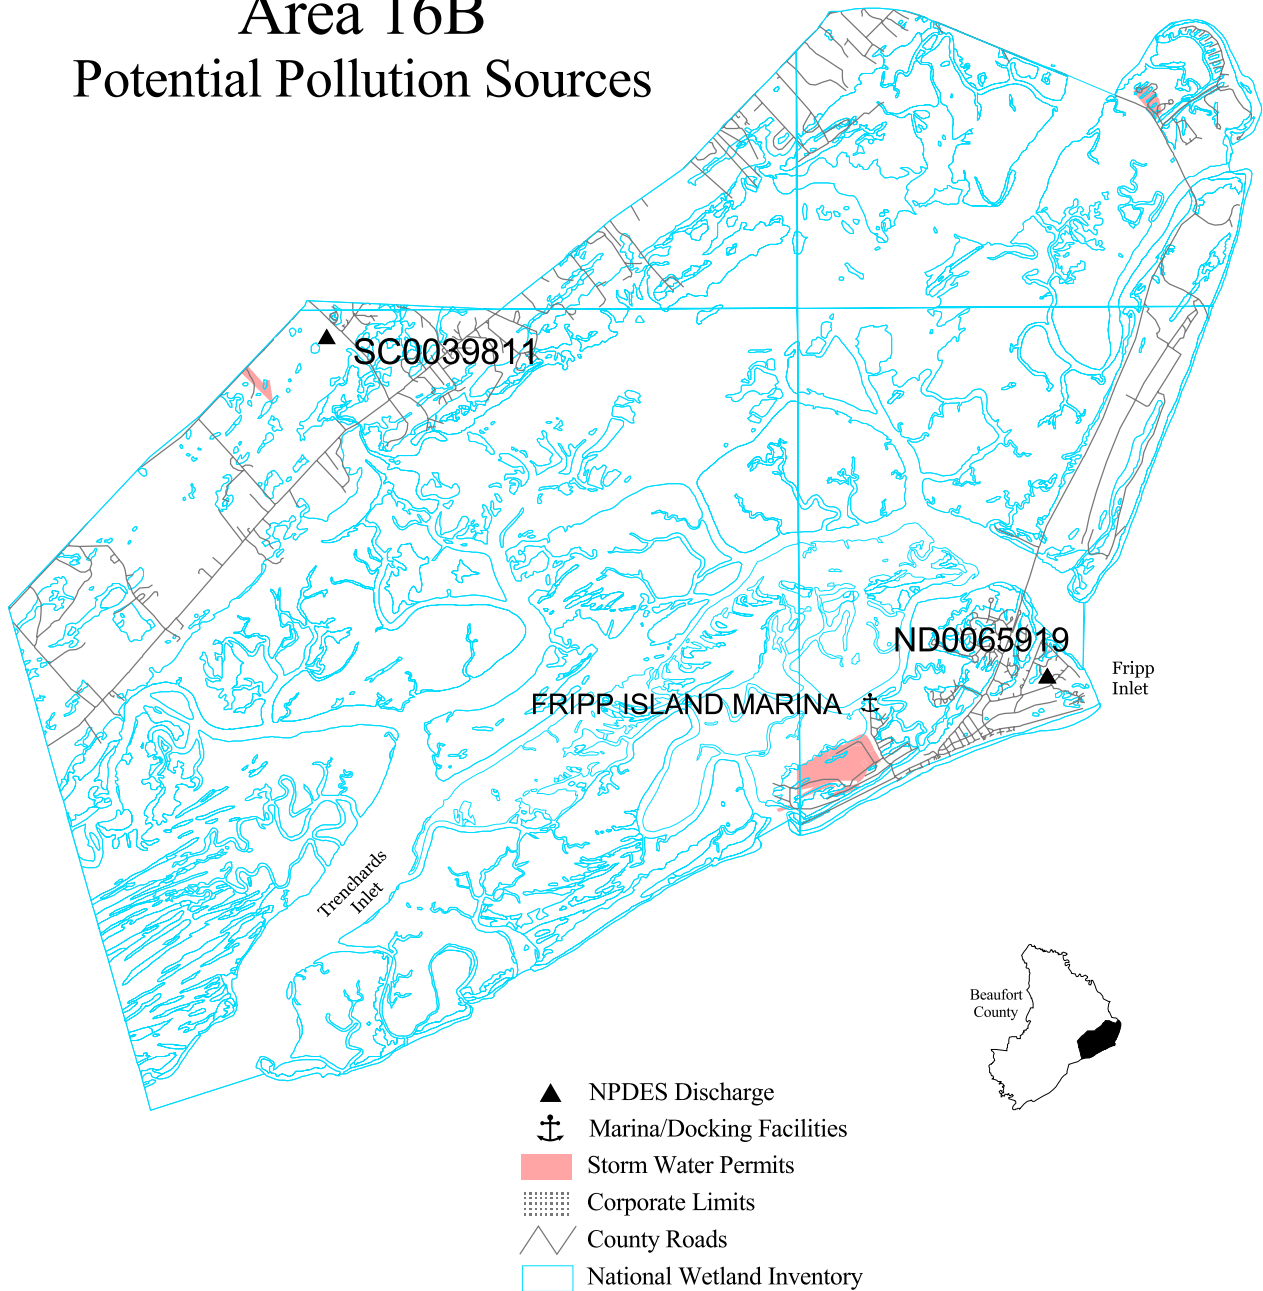 Area 16B
Potential Pollution Sources
SC0039811
ND0065919
FRIPP ISLAND MARINA
Fripp
Inlet
Trenchards
Inlet
Beaufort
County
NPDES Discharge
Marina/Docking Facilities
Storm Water Permits
Corporate Limits
County Roads
National Wetland Inventory